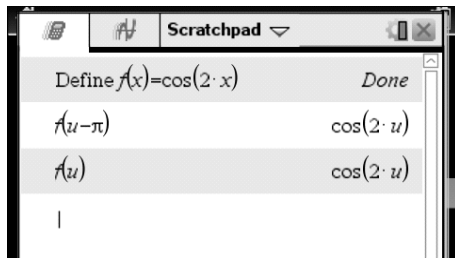 Scratchpad
Define f(x)=cos(2·x) Done
f(u−π) cos(2·u)
f(u) cos(2·u)